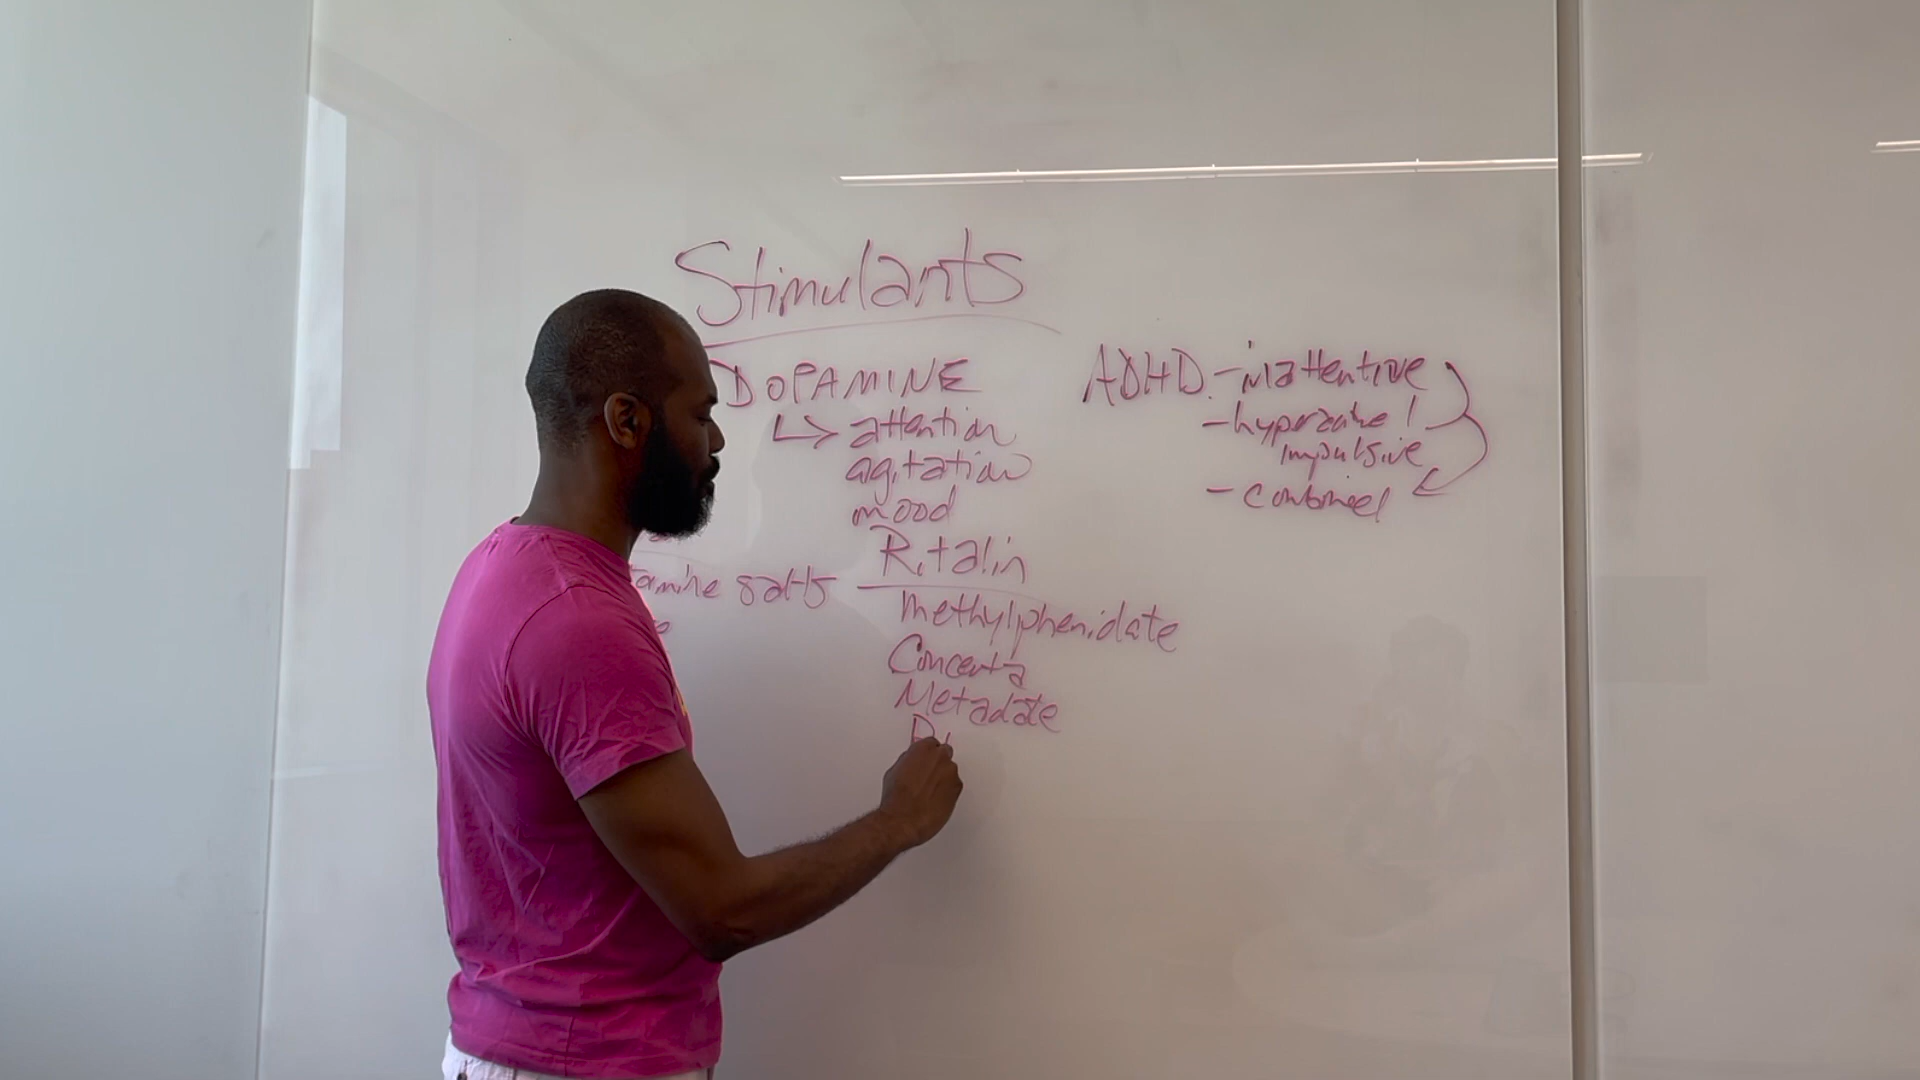 Stimulants
DOPAMINE
↳ attention
agitation
mood
ADHD - inattentive
- hyperactive /
impulsive
- combined
salts
Ritalin
methylphenidate
Concerta
Metadate